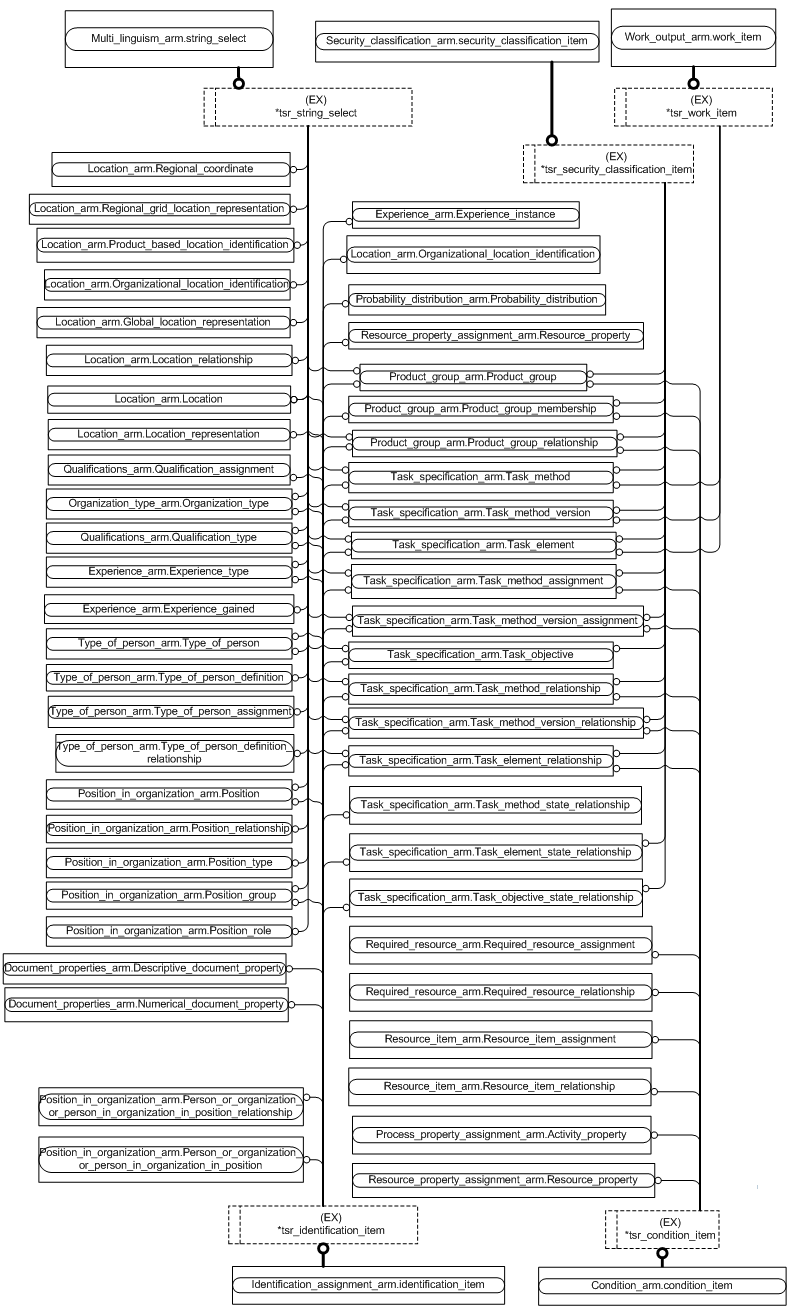 Multi_linguism_arm.string_select
Security_classification_arm.security_classification_item
Work_output_arm.work_item
(EX)
*tsr_string_select
(EX)
*tsr_work_item
(EX)
*tsr_security_classification_item
Location_arm.Regional_coordinate
Location_arm.Regional_grid_location_representation
Location_arm.Product_based_location_identification
Location_arm.Organizational_location_identification
Location_arm.Global_location_representation
Location_arm.Location_relationship
Location_arm.Location
Location_arm.Location_representation
Qualifications_arm.Qualification_assignment
Organization_type_arm.Organization_type
Qualifications_arm.Qualification_type
Experience_arm.Experience_type
Experience_arm.Experience_gained
Type_of_person_arm.Type_of_person
Type_of_person_arm.Type_of_person_definition
Type_of_person_arm.Type_of_person_assignment
Type_of_person_arm.Type_of_person_definition_
relationship
Position_in_organization_arm.Position
Position_in_organization_arm.Position_relationship
Position_in_organization_arm.Position_type
Position_in_organization_arm.Position_group
Position_in_organization_arm.Position_role
Document_properties_arm.Descriptive_document_property
Document_properties_arm.Numerical_document_property
Position_in_organization_arm.Person_or_organization_
or_person_in_organization_in_position_relationship
Position_in_organization_arm.Person_or_organization_
or_person_in_organization_in_position
Experience_arm.Experience_instance
Location_arm.Organizational_location_identification
Probability_distribution_arm.Probability_distribution
Resource_property_assignment_arm.Resource_property
Product_group_arm.Product_group
Product_group_arm.Product_group_membership
Product_group_arm.Product_group_relationship
Task_specification_arm.Task_method
Task_specification_arm.Task_method_version
Task_specification_arm.Task_element
Task_specification_arm.Task_method_assignment
Task_specification_arm.Task_method_version_assignment
Task_specification_arm.Task_objective
Task_specification_arm.Task_method_relationship
Task_specification_arm.Task_method_version_relationship
Task_specification_arm.Task_element_relationship
Task_specification_arm.Task_method_state_relationship
Task_specification_arm.Task_element_state_relationship
Task_specification_arm.Task_objective_state_relationship
Required_resource_arm.Required_resource_assignment
Required_resource_arm.Required_resource_relationship
Resource_item_arm.Resource_item_assignment
Resource_item_arm.Resource_item_relationship
Process_property_assignment_arm.Activity_property
Resource_property_assignment_arm.Resource_property
(EX)
*tsr_identification_item
(EX)
*tsr_condition_item
Identification_assignment_arm.identification_item
Condition_arm.condition_item